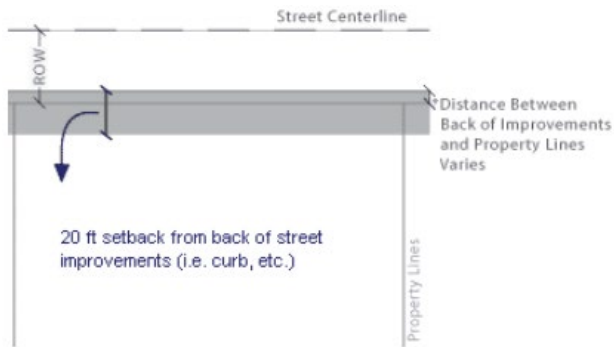 Street Centerline
ROW
*Distance Between
Back of Improvements
and Property Lines
Varies
20 ft setback from back of street
improvements (i.e. curb, etc.)
Property Lines